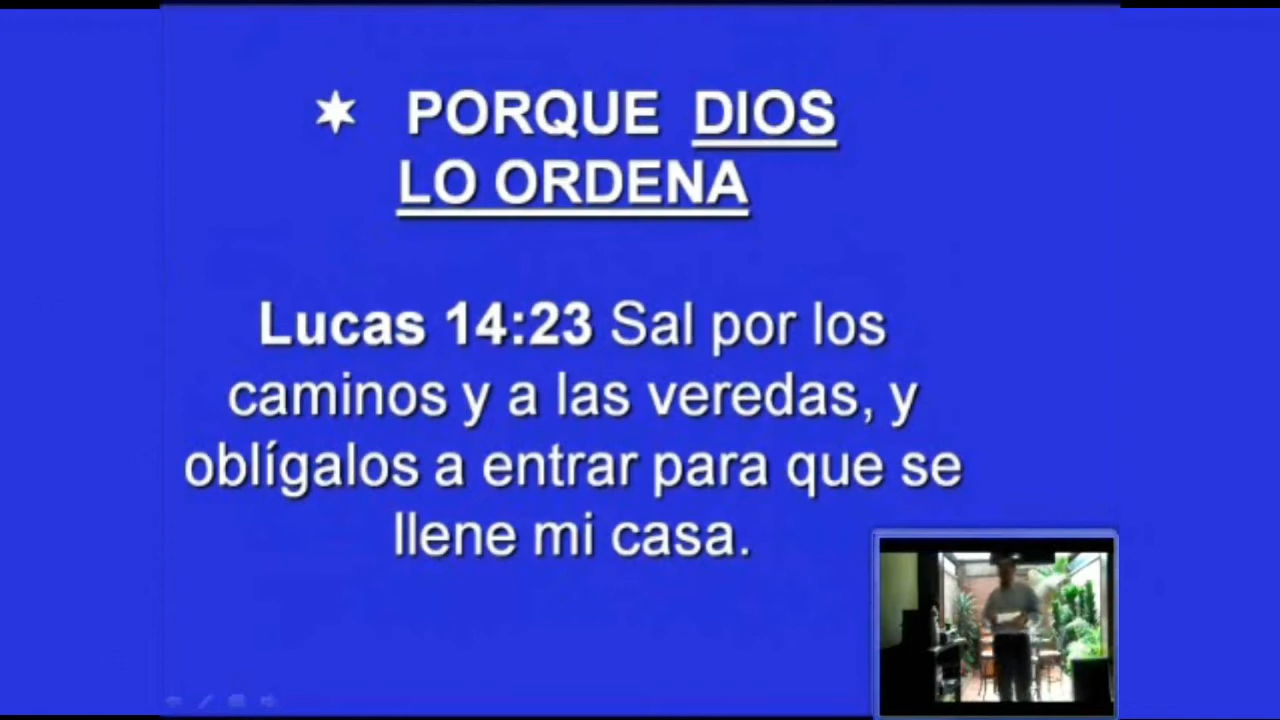 ✶ PORQUE DIOS
LO ORDENA
Lucas 14:23 Sal por los
caminos y a las veredas, y
oblígalos a entrar para que se
llene mi casa.